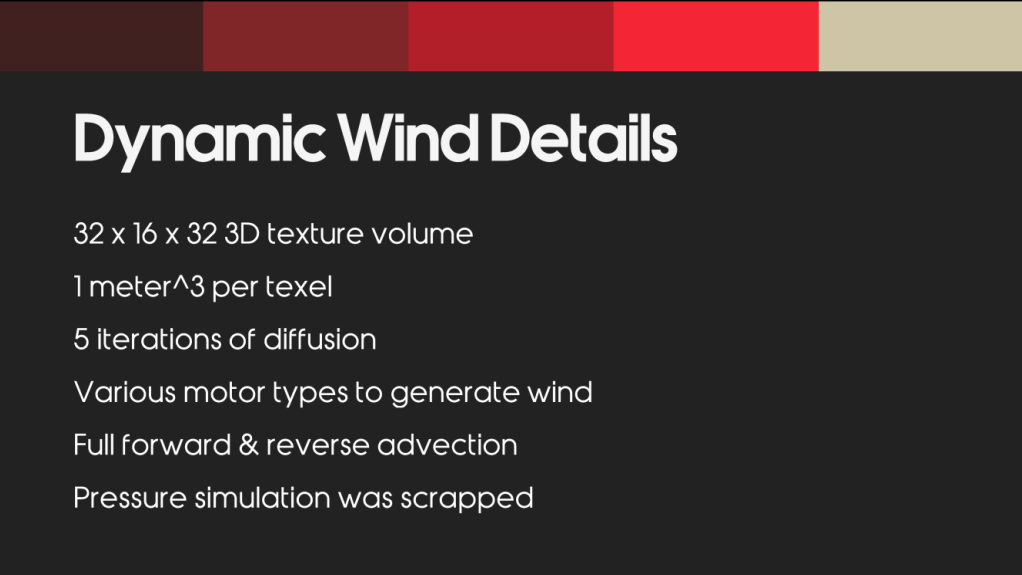 Dynamic Wind Details
32 x 16 x 32 3D texture volume
1 meter^3 per texel
5 iterations of diffusion
Various motor types to generate wind
Full forward & reverse advection
Pressure simulation was scrapped